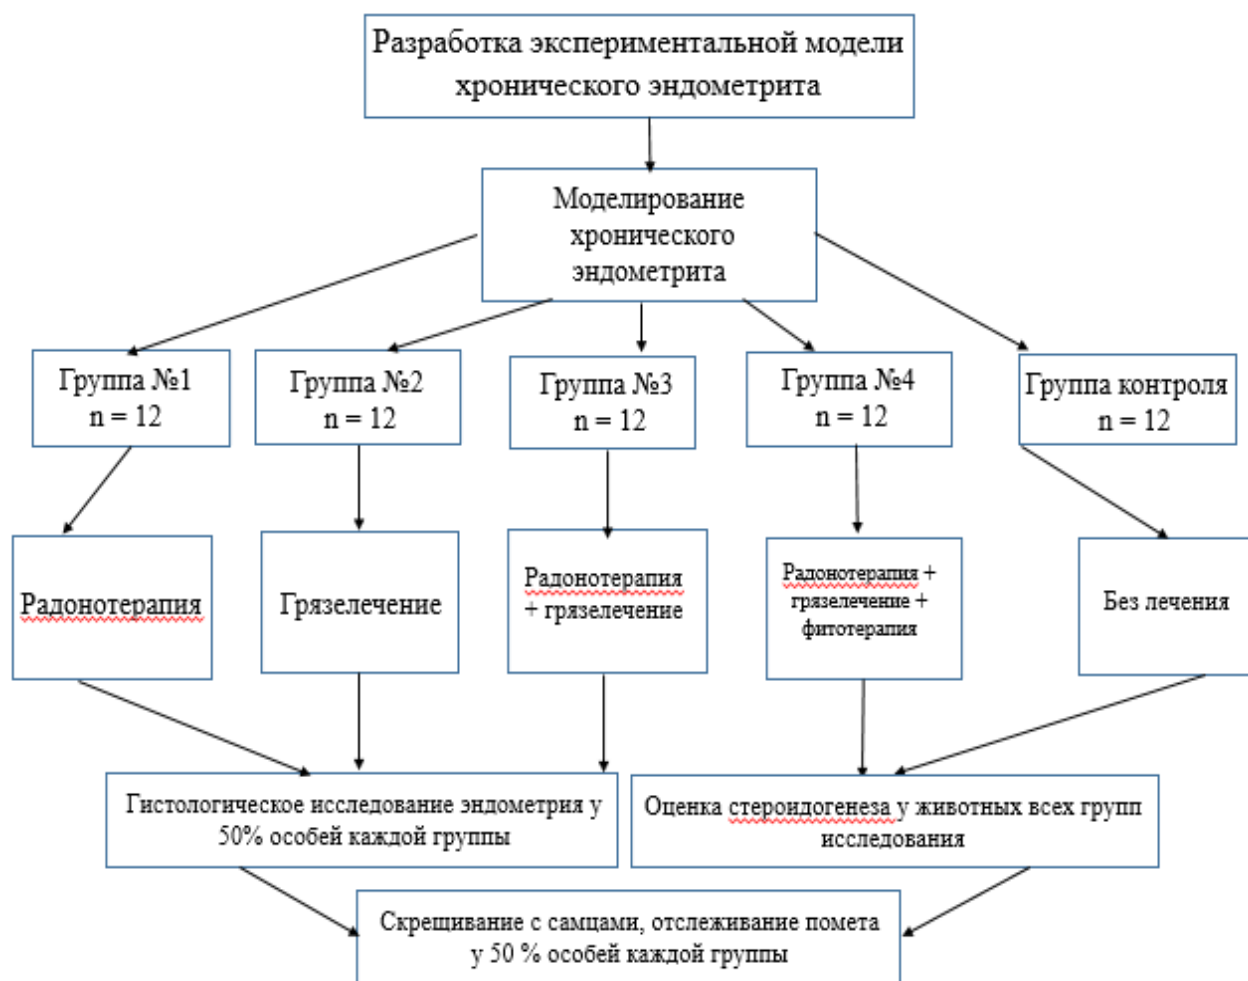 Разработка экспериментальной модели
хронического эндометрита
Моделирование
хронического
эндометрита
Группа №1
n = 12
Группа №2
n = 12
Группа №3
n = 12
Группа №4
n = 12
Группа контроля
n = 12
Радонотерапия
Грязелечение
Радонотерапия
+ грязелечение
Радонотерапия +
грязелечение +
фитотерапия
Без лечения
Гистологическое исследование эндометрия у
50% особей каждой группы
Оценка стероидогенеза у животных всех групп
исследования
Скрещивание с самцами, отслеживание помета
у 50 % особей каждой группы